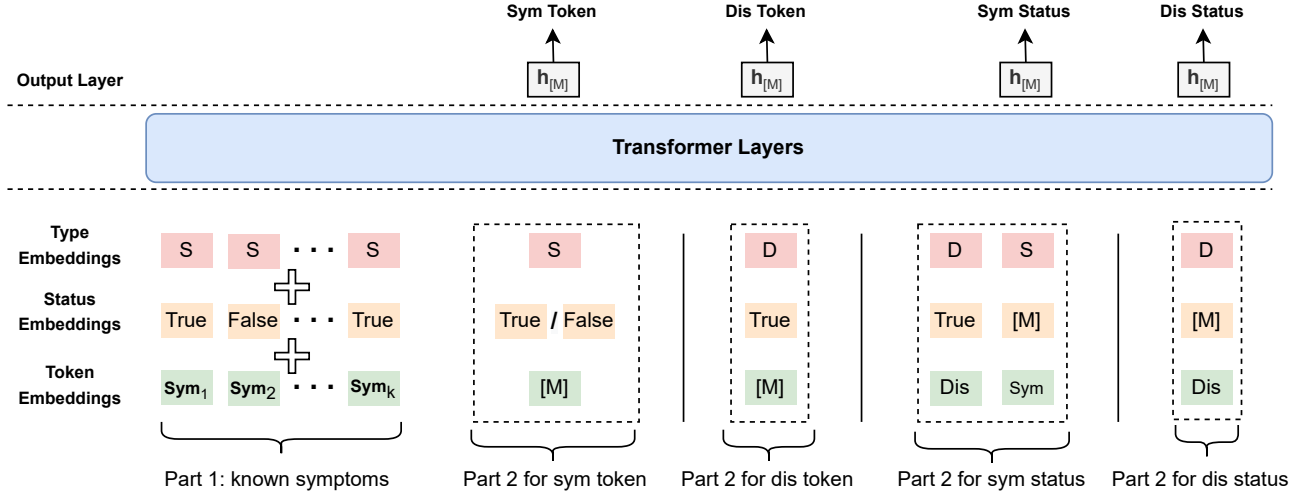 Sym Token Dis Token Sym Status Dis Status
Output Layer h[M] h[M] h[M] h[M]
Transformer Layers
Type Embeddings S S ··· S S D D S D
Status Embeddings True False ··· True True / False True True [M] [M]
Token Embeddings Sym1 Sym2 ··· Symk [M] [M] Dis Sym Dis
Part 1: known symptoms Part 2 for sym token Part 2 for dis token Part 2 for sym status Part 2 for dis status